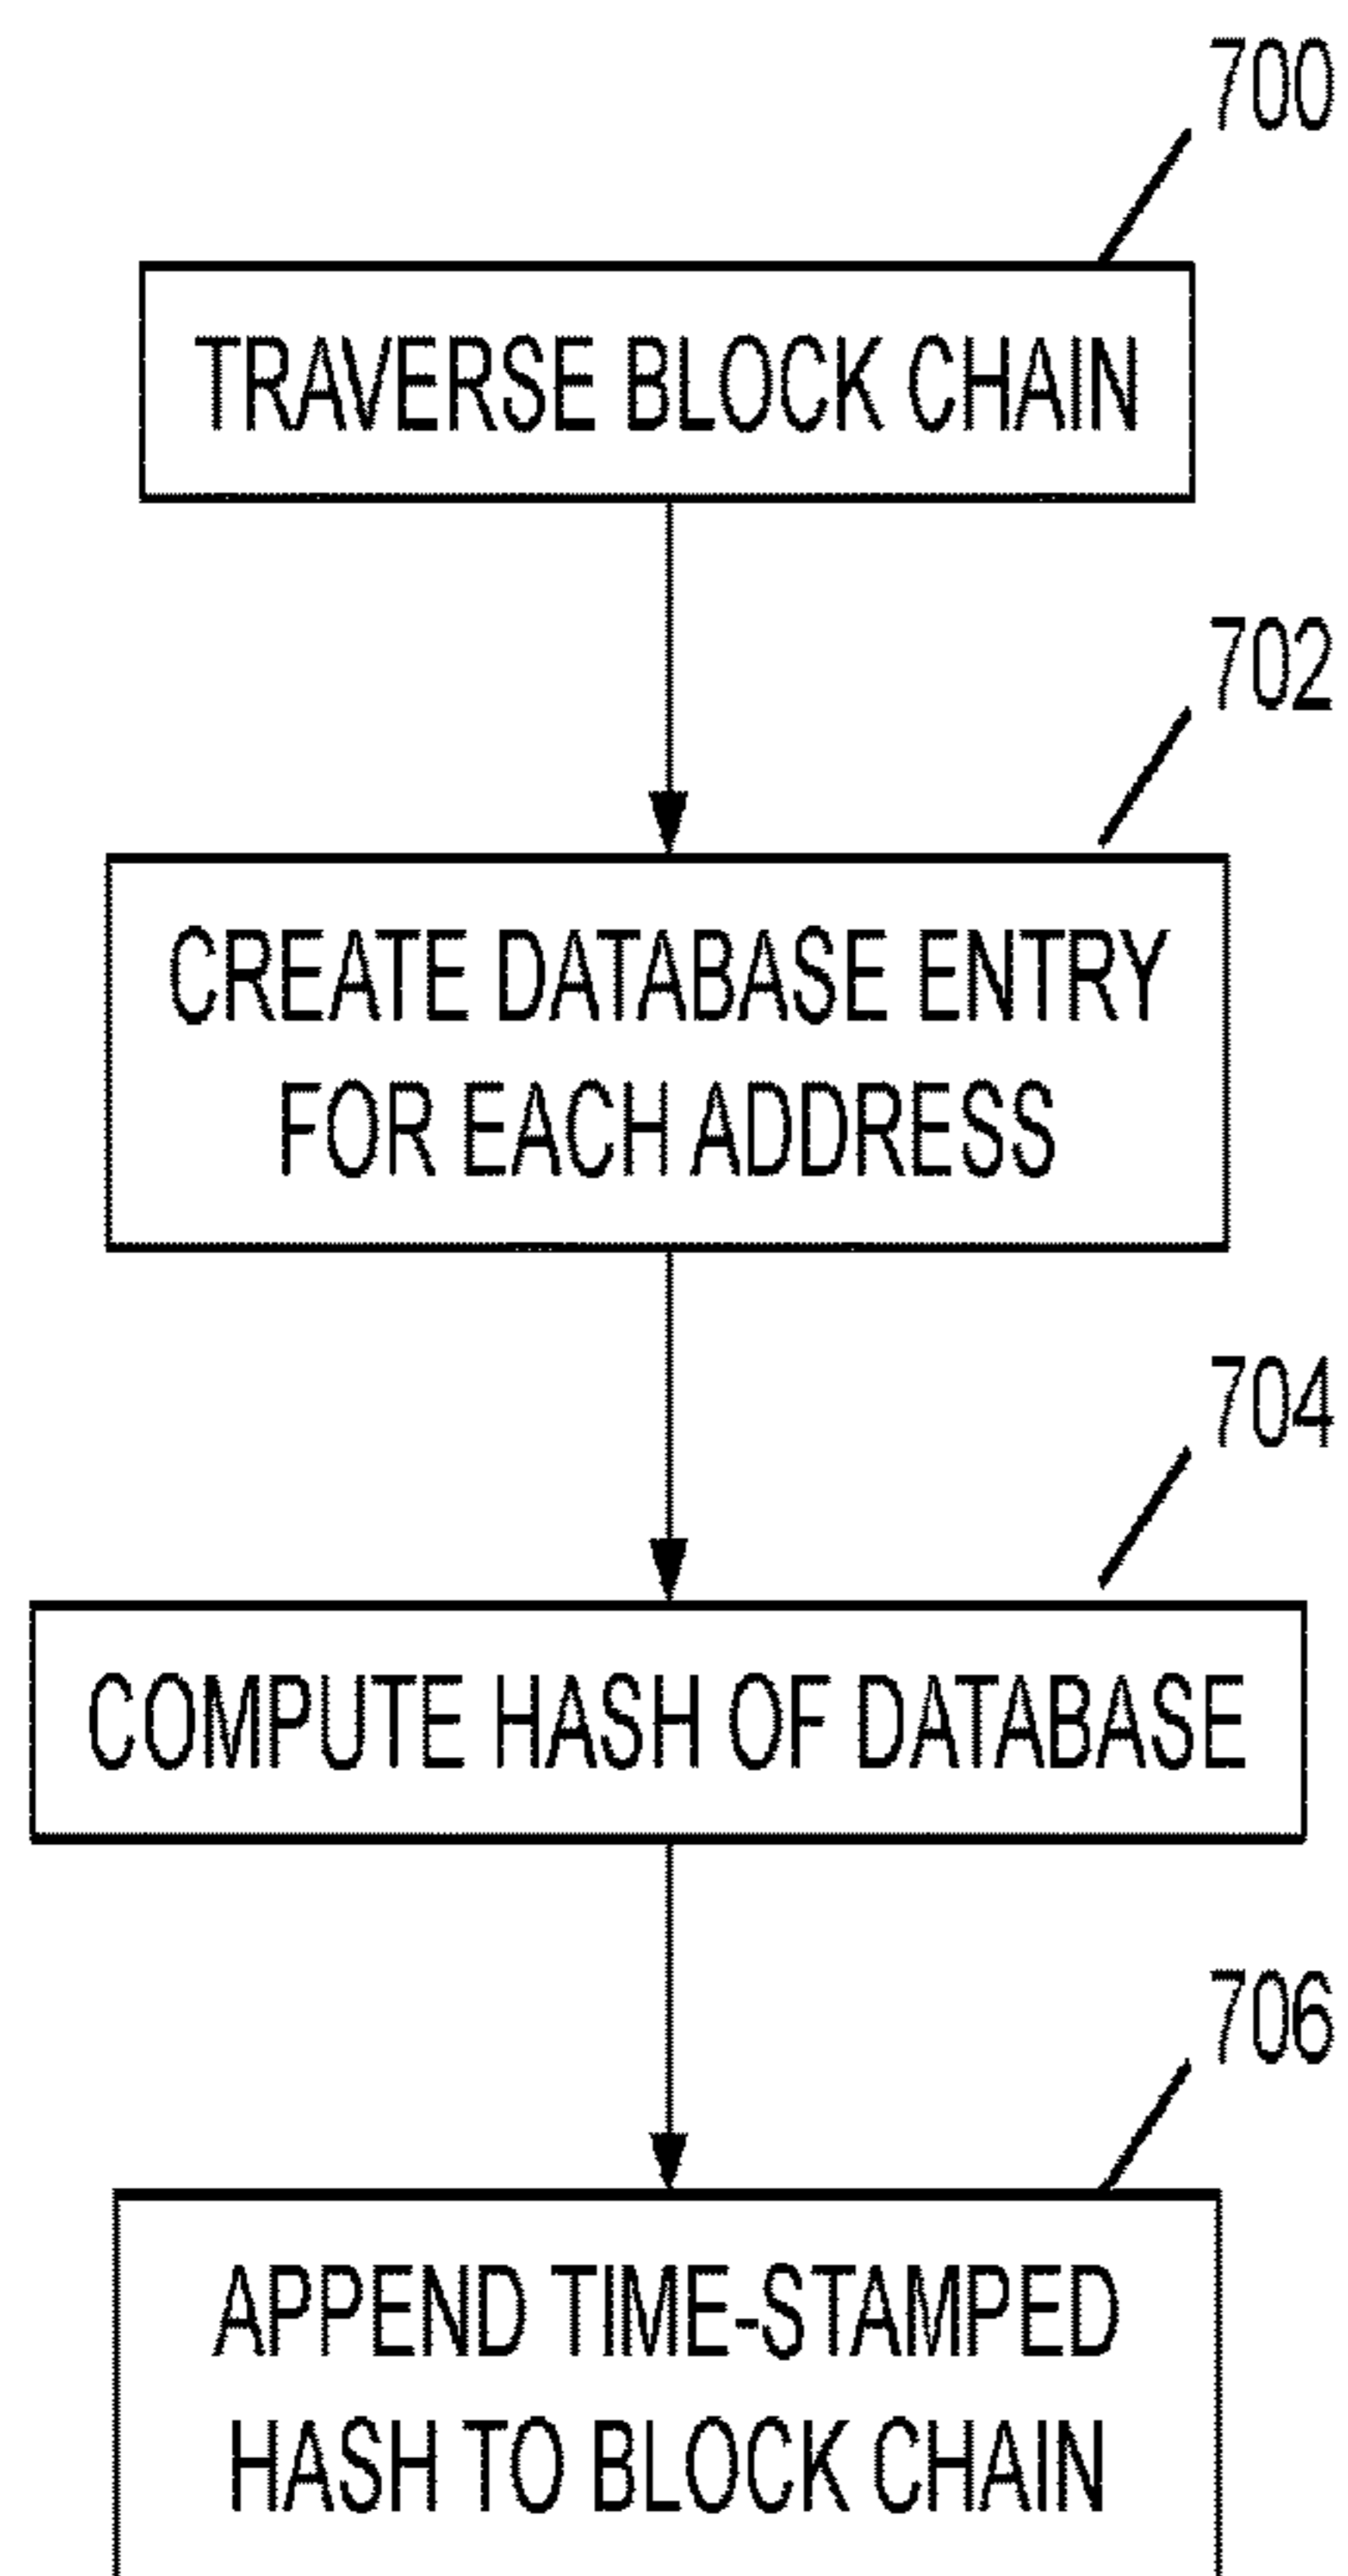 700
TRAVERSE BLOCK CHAIN
702
CREATE DATABASE ENTRY
FOR EACH ADDRESS
704
COMPUTE HASH OF DATABASE
706
APPEND TIME-STAMPED
HASH TO BLOCK CHAIN